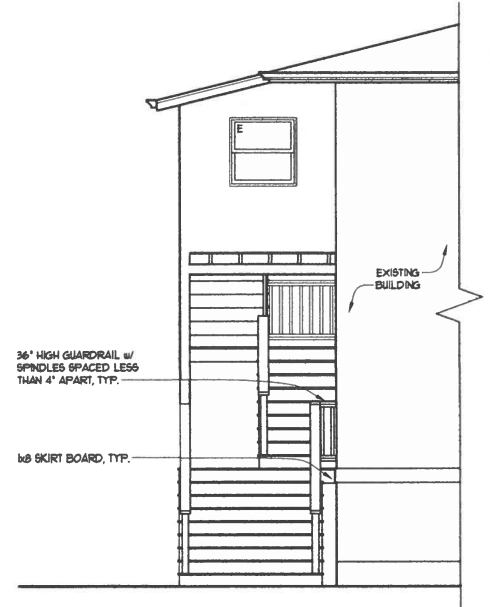 E
EXISTING
BUILDING
36" HIGH GUARDRAIL w/
SPINDLES SPACED LESS
THAN 4" APART, TYP.
1x8 SKIRT BOARD, TYP.